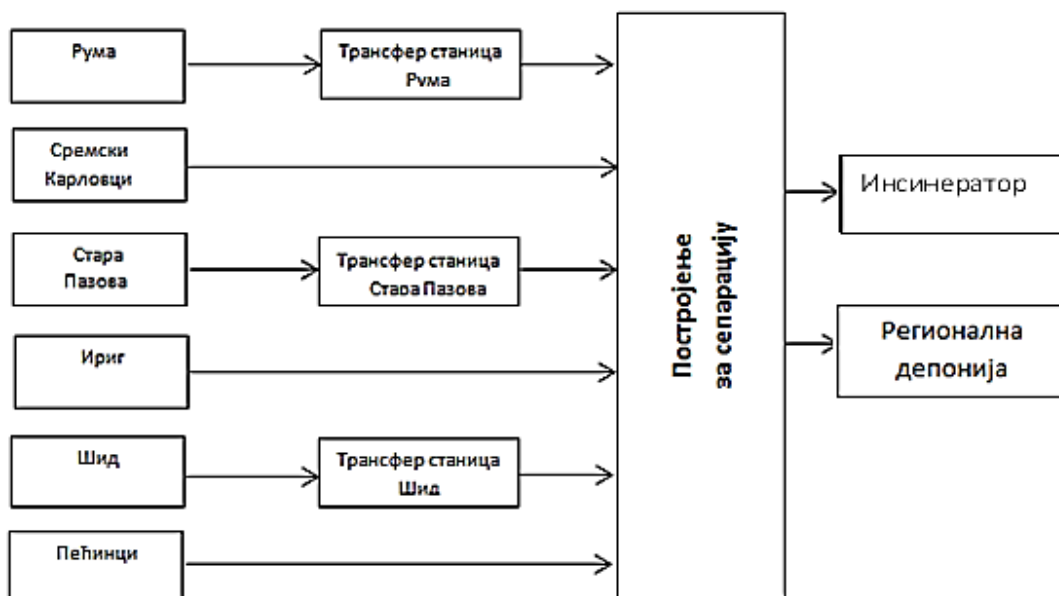 Рума
Трансфер станица
Рума
Сремски
Карловци
Стара
Пазова
Трансфер станица
Стара Пазова
Ириг
Шид
Трансфер станица
Шид
Пећинци
Постројење
за сепарацију
Инсинератор
Регионална
депонија